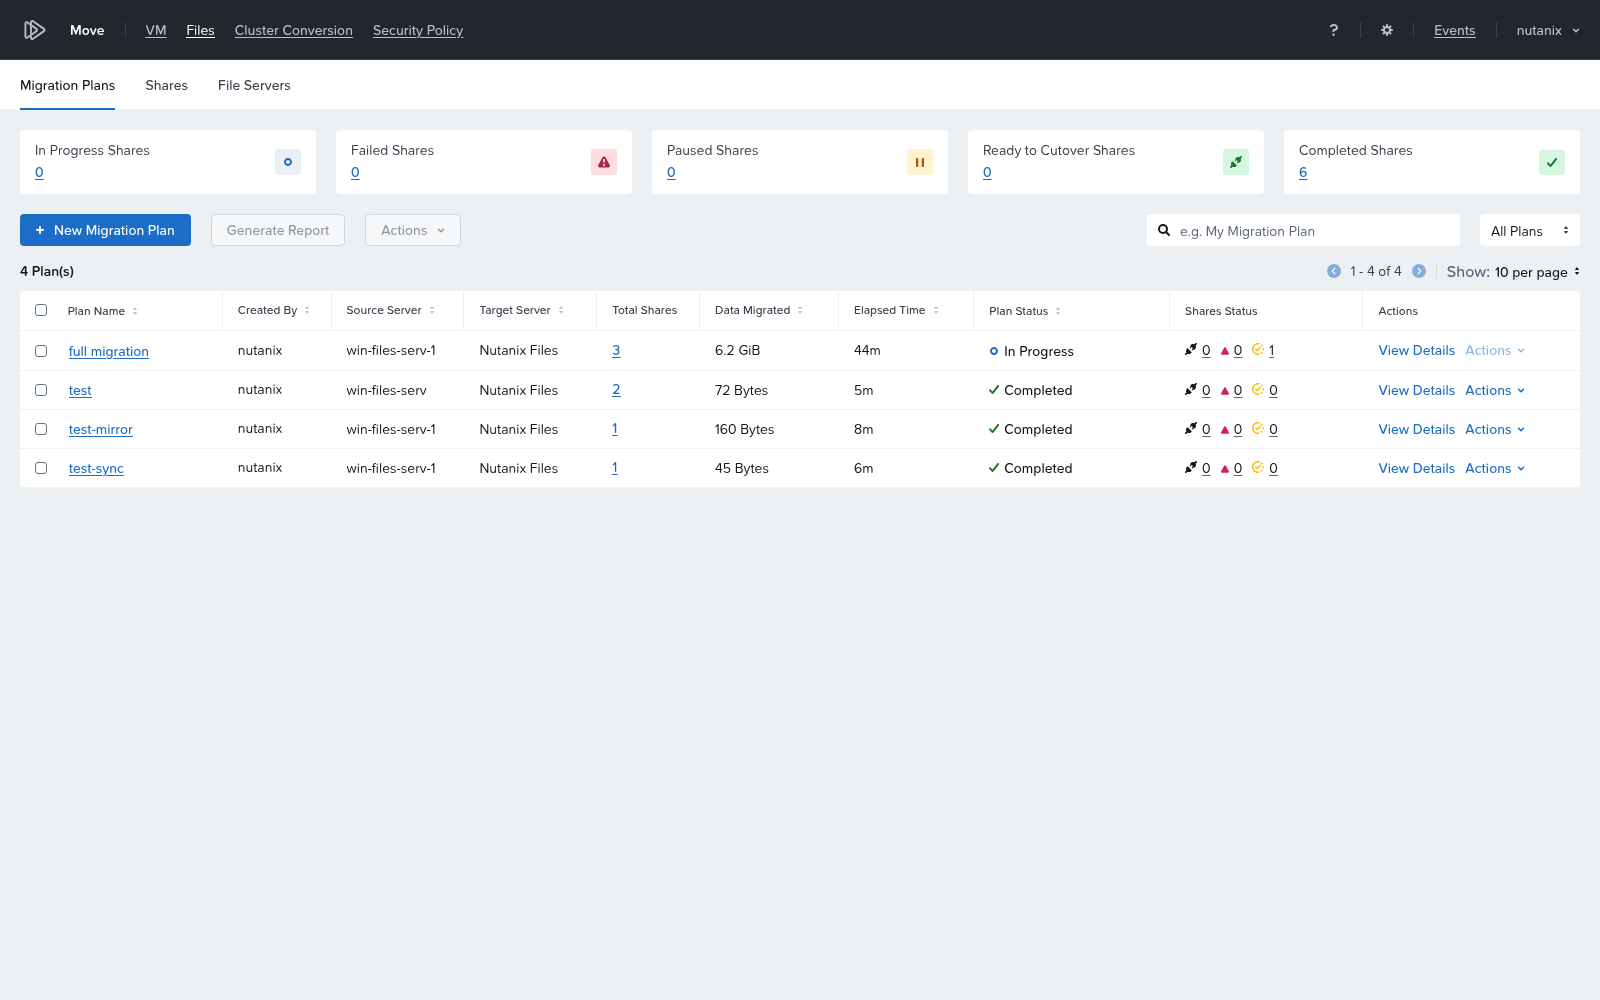 Move VM Files Cluster Conversion Security Policy ? Events nutanix
Migration Plans Shares File Servers
In Progress Shares
0
Failed Shares
0
Paused Shares
0
Ready to Cutover Shares
0
Completed Shares
6
+ New Migration Plan Generate Report Actions e.g. My Migration Plan All Plans
4 Plan(s) 1 - 4 of 4 Show: 10 per page
Plan Name Created By Source Server Target Server Total Shares Data Migrated Elapsed Time Plan Status Shares Status Actions
full migration nutanix win-files-serv-1 Nutanix Files 3 6.2 GiB 44m In Progress 0 0 1 View Details Actions
test nutanix win-files-serv Nutanix Files 2 72 Bytes 5m Completed 0 0 0 View Details Actions
test-mirror nutanix win-files-serv-1 Nutanix Files 1 160 Bytes 8m Completed 0 0 0 View Details Actions
test-sync nutanix win-files-serv-1 Nutanix Files 1 45 Bytes 6m Completed 0 0 0 View Details Actions